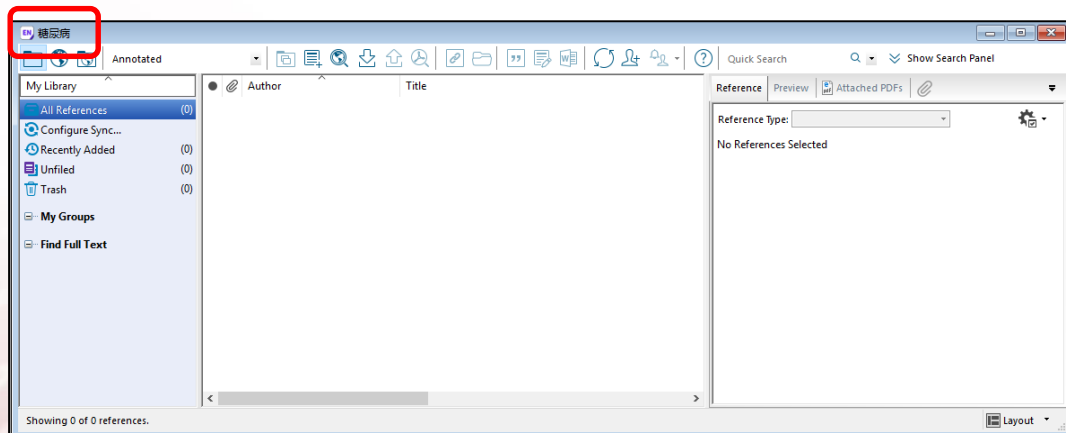 EN 糖尿病
Annotated
Quick Search
Show Search Panel
My Library
Author
Title
Reference
Preview
Attached PDFs
All References (0)
Configure Sync...
Recently Added (0)
Unfiled (0)
Trash (0)
My Groups
Find Full Text
Reference Type:
No References Selected
Showing 0 of 0 references.
Layout